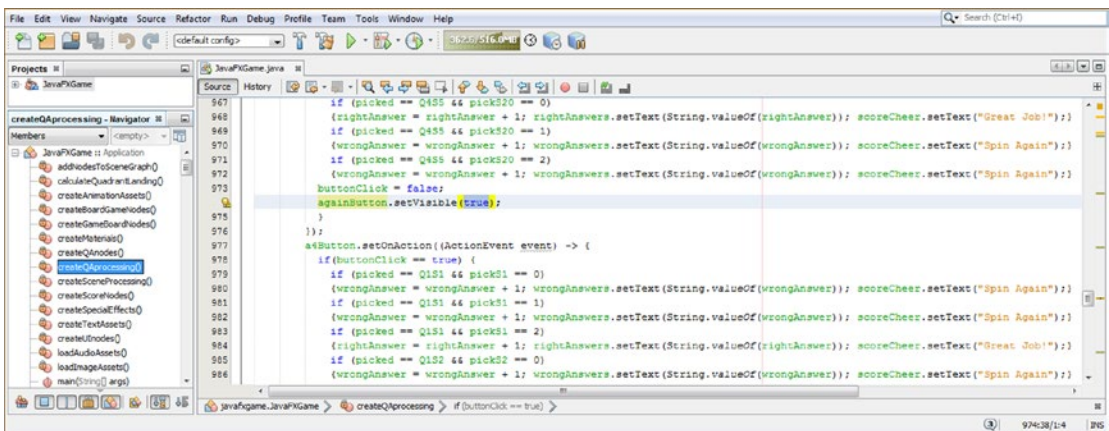 File Edit View Navigate Source Refactor Run Debug Profile Team Tools Window Help
Search (Ctrl+I)
<default config>
362.6/516.0MB
Projects
JavaFXGame.java
JavaFXGame
Source History
createQAprocessing - Navigator
Members <empty>
JavaFXGame :: Application
addNodesToSceneGraph()
calculateQuadrantLanding()
createAnimationAssets()
createBoardGameNodes()
createGameBoardNodes()
createMaterials()
createQAnodes()
createQAprocessing()
createSceneProcessing()
createScoreNodes()
createSpecialEffects()
createTextAssets()
createUInodes()
loadAudioAssets()
loadImageAssets()
main(String[] args)
967 if (picked == Q4S5 && pickS20 == 0)
968 {rightAnswer = rightAnswer + 1; rightAnswers.setText(String.valueOf(rightAnswer)); scoreCheer.setText("Great Job!");}
969 if (picked == Q4S5 && pickS20 == 1)
970 {wrongAnswer = wrongAnswer + 1; wrongAnswers.setText(String.valueOf(wrongAnswer)); scoreCheer.setText("Spin Again");}
971 if (picked == Q4S5 && pickS20 == 2)
972 {wrongAnswer = wrongAnswer + 1; wrongAnswers.setText(String.valueOf(wrongAnswer)); scoreCheer.setText("Spin Again");}
973 buttonClick = false;
againButton.setVisible(true);
975 }
976 });
977 a4Button.setOnAction((ActionEvent event) -> {
978 if(buttonClick == true) {
979 if (picked == Q1S1 && pickS1 == 0)
980 {wrongAnswer = wrongAnswer + 1; wrongAnswers.setText(String.valueOf(wrongAnswer)); scoreCheer.setText("Spin Again");}
981 if (picked == Q1S1 && pickS1 == 1)
982 {wrongAnswer = wrongAnswer + 1; wrongAnswers.setText(String.valueOf(wrongAnswer)); scoreCheer.setText("Spin Again");}
983 if (picked == Q1S1 && pickS1 == 2)
984 {rightAnswer = rightAnswer + 1; rightAnswers.setText(String.valueOf(rightAnswer)); scoreCheer.setText("Great Job!");}
985 if (picked == Q1S2 && pickS2 == 0)
986 {wrongAnswer = wrongAnswer + 1; wrongAnswers.setText(String.valueOf(wrongAnswer)); scoreCheer.setText("Spin Again");}
javafxgame.JavaFXGame createQAprocessing if (buttonClick == true)
3 974:38/1:4 INS